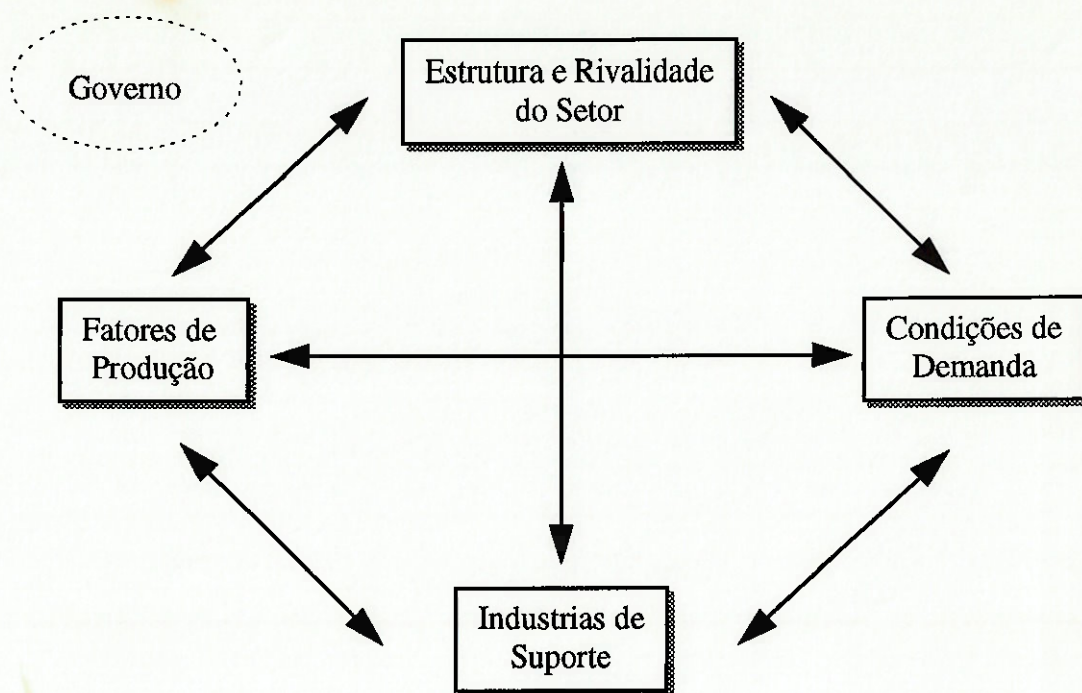 Governo
Estrutura e Rivalidade
do Setor
Fatores de
Produção
Condições de
Demanda
Industrias de
Suporte